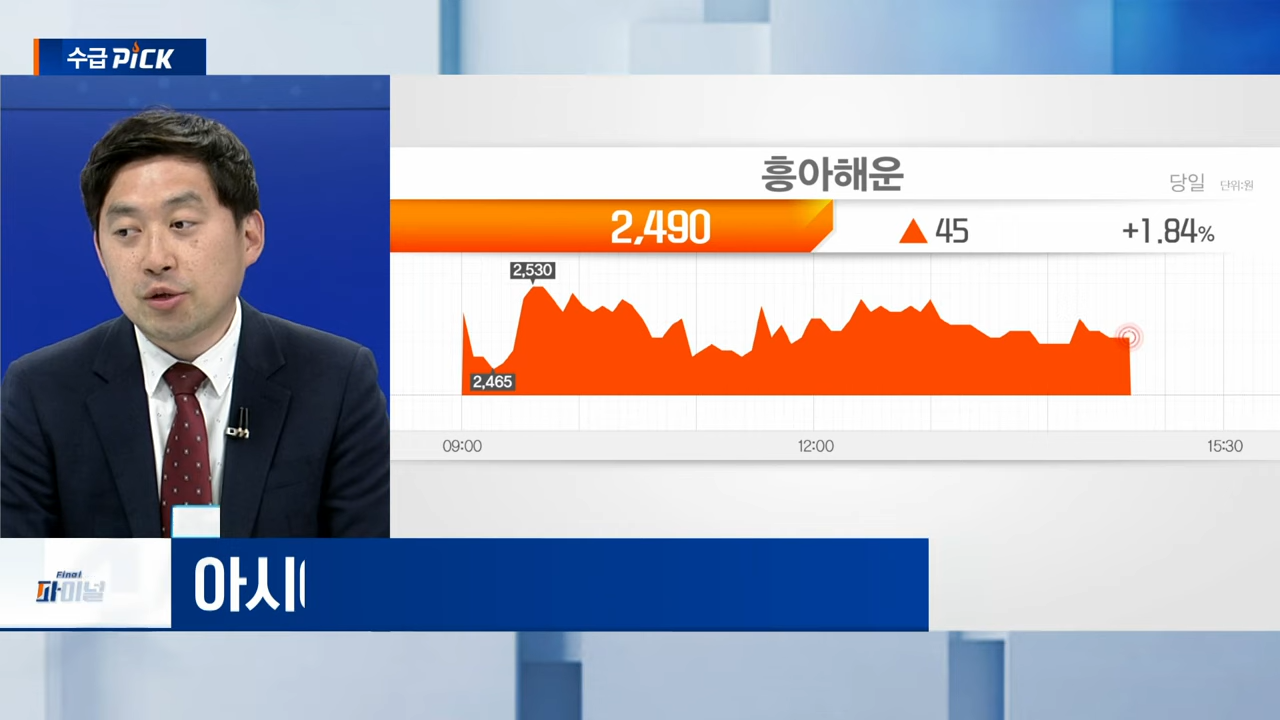 수급 PiCK
흥아해운
당일 단위:원
2,490 ▲ 45 +1.84%
2,530
2,465
09:00 12:00 15:30
Final
파이널
아시